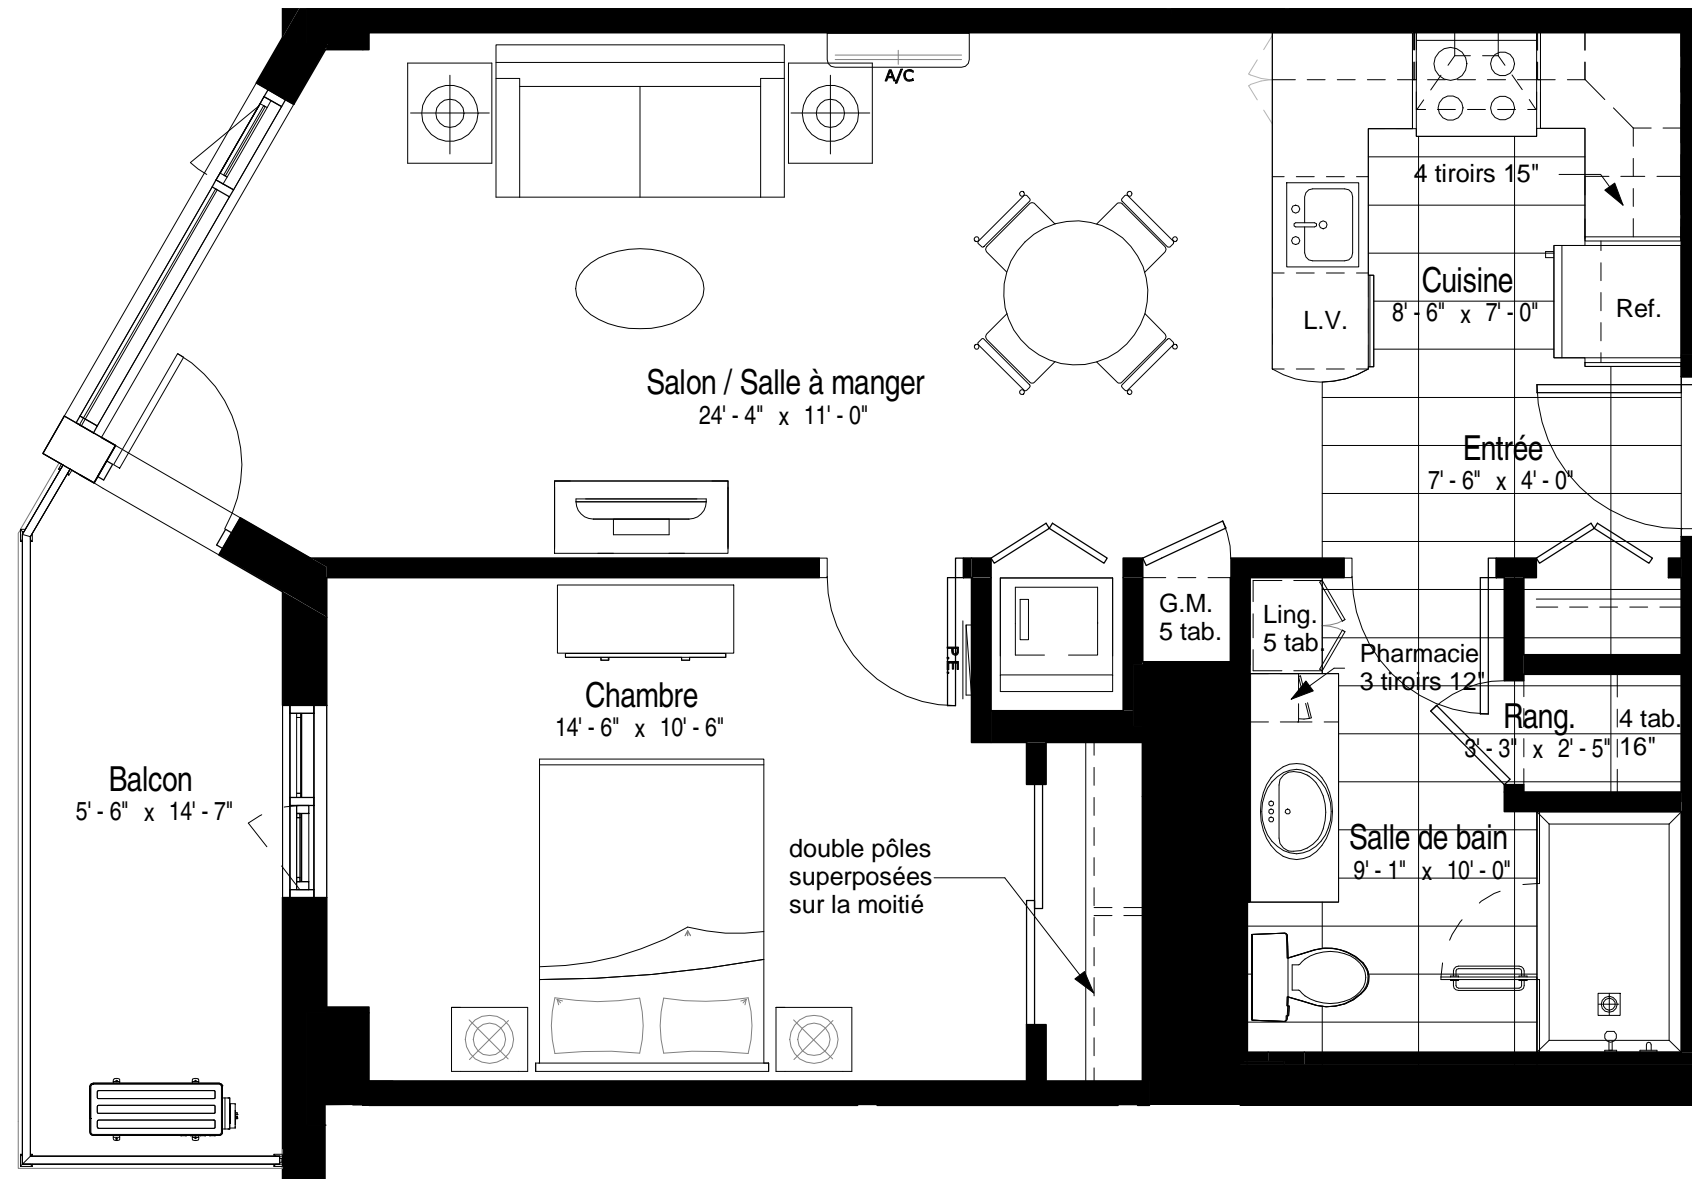 A/C
4 tiroirs 15"
Cuisine
8' - 6" x 7' - 0"
L.V.
Ref.
Salon / Salle à manger
24' - 4" x 11' - 0"
Entrée
7' - 6" x 4' - 0"
G.M.
5 tab.
Ling.
5 tab.
Pharmacie
3 tiroirs 12"
P.E.
Chambre
14' - 6" x 10' - 6"
Rang.
3' - 3" x 2' - 5"
4 tab.
16"
Balcon
5' - 6" x 14' - 7"
double pôles
superposées
sur la moitié
Salle de bain
9' - 1" x 10' - 0"